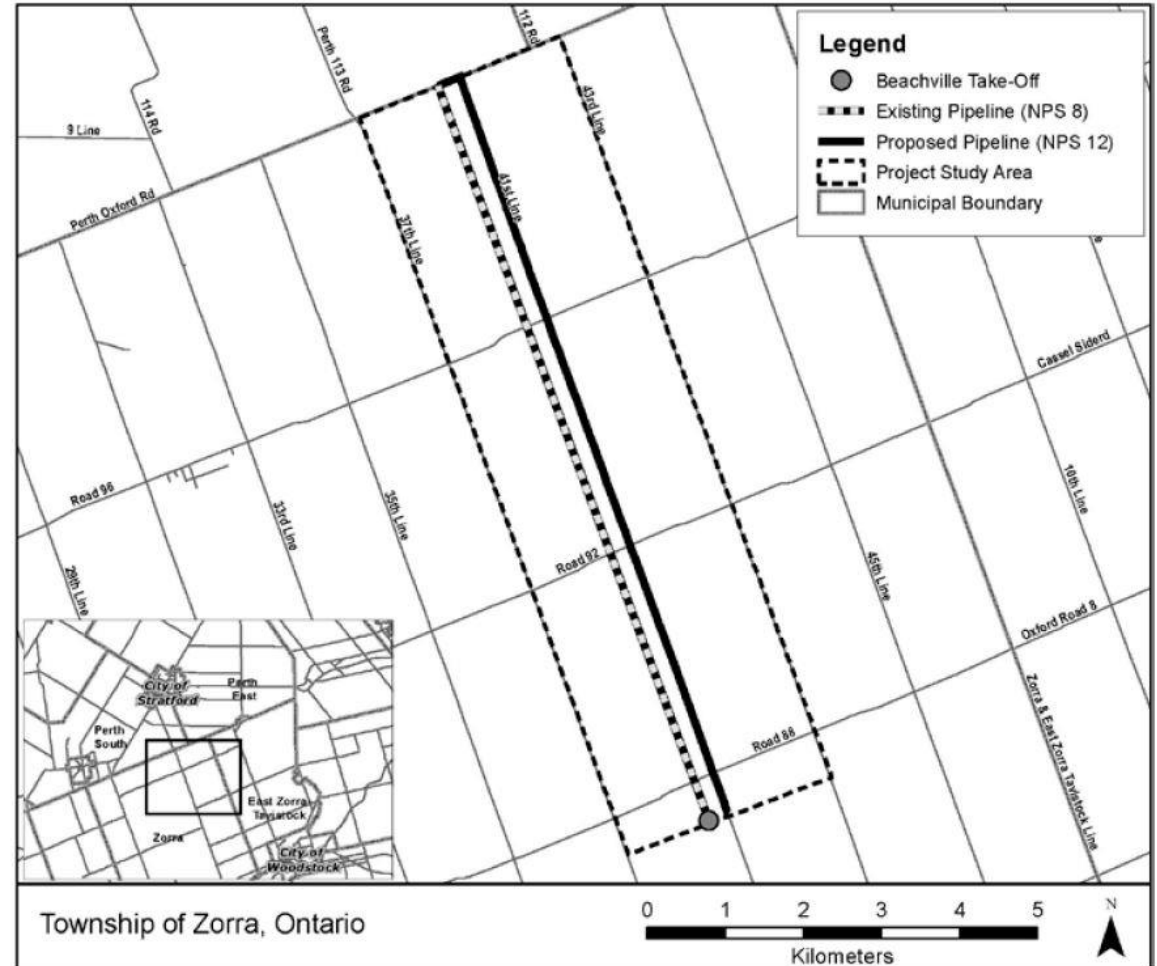 112 Rd
Perth 113 Rd
114 Rd
9 Line
43rd Line
Perth Oxford Rd
41st Line
37th Line
Legend
Beachville Take-Off
Existing Pipeline (NPS 8)
Proposed Pipeline (NPS 12)
Project Study Area
Municipal Boundary
Cassel Siderd
Road 96
33rd Line
35th Line
16th Line
29th Line
Road 92
45th Line
Oxford Road 8
Road 88
Zorra & East Zorra Tavistock Line
City of
Stratford
Perth
East
Perth
South
East Zorra
Tavistock
Zorra
City of
Woodstock
Township of Zorra, Ontario
0 1 2 3 4 5
Kilometers
N